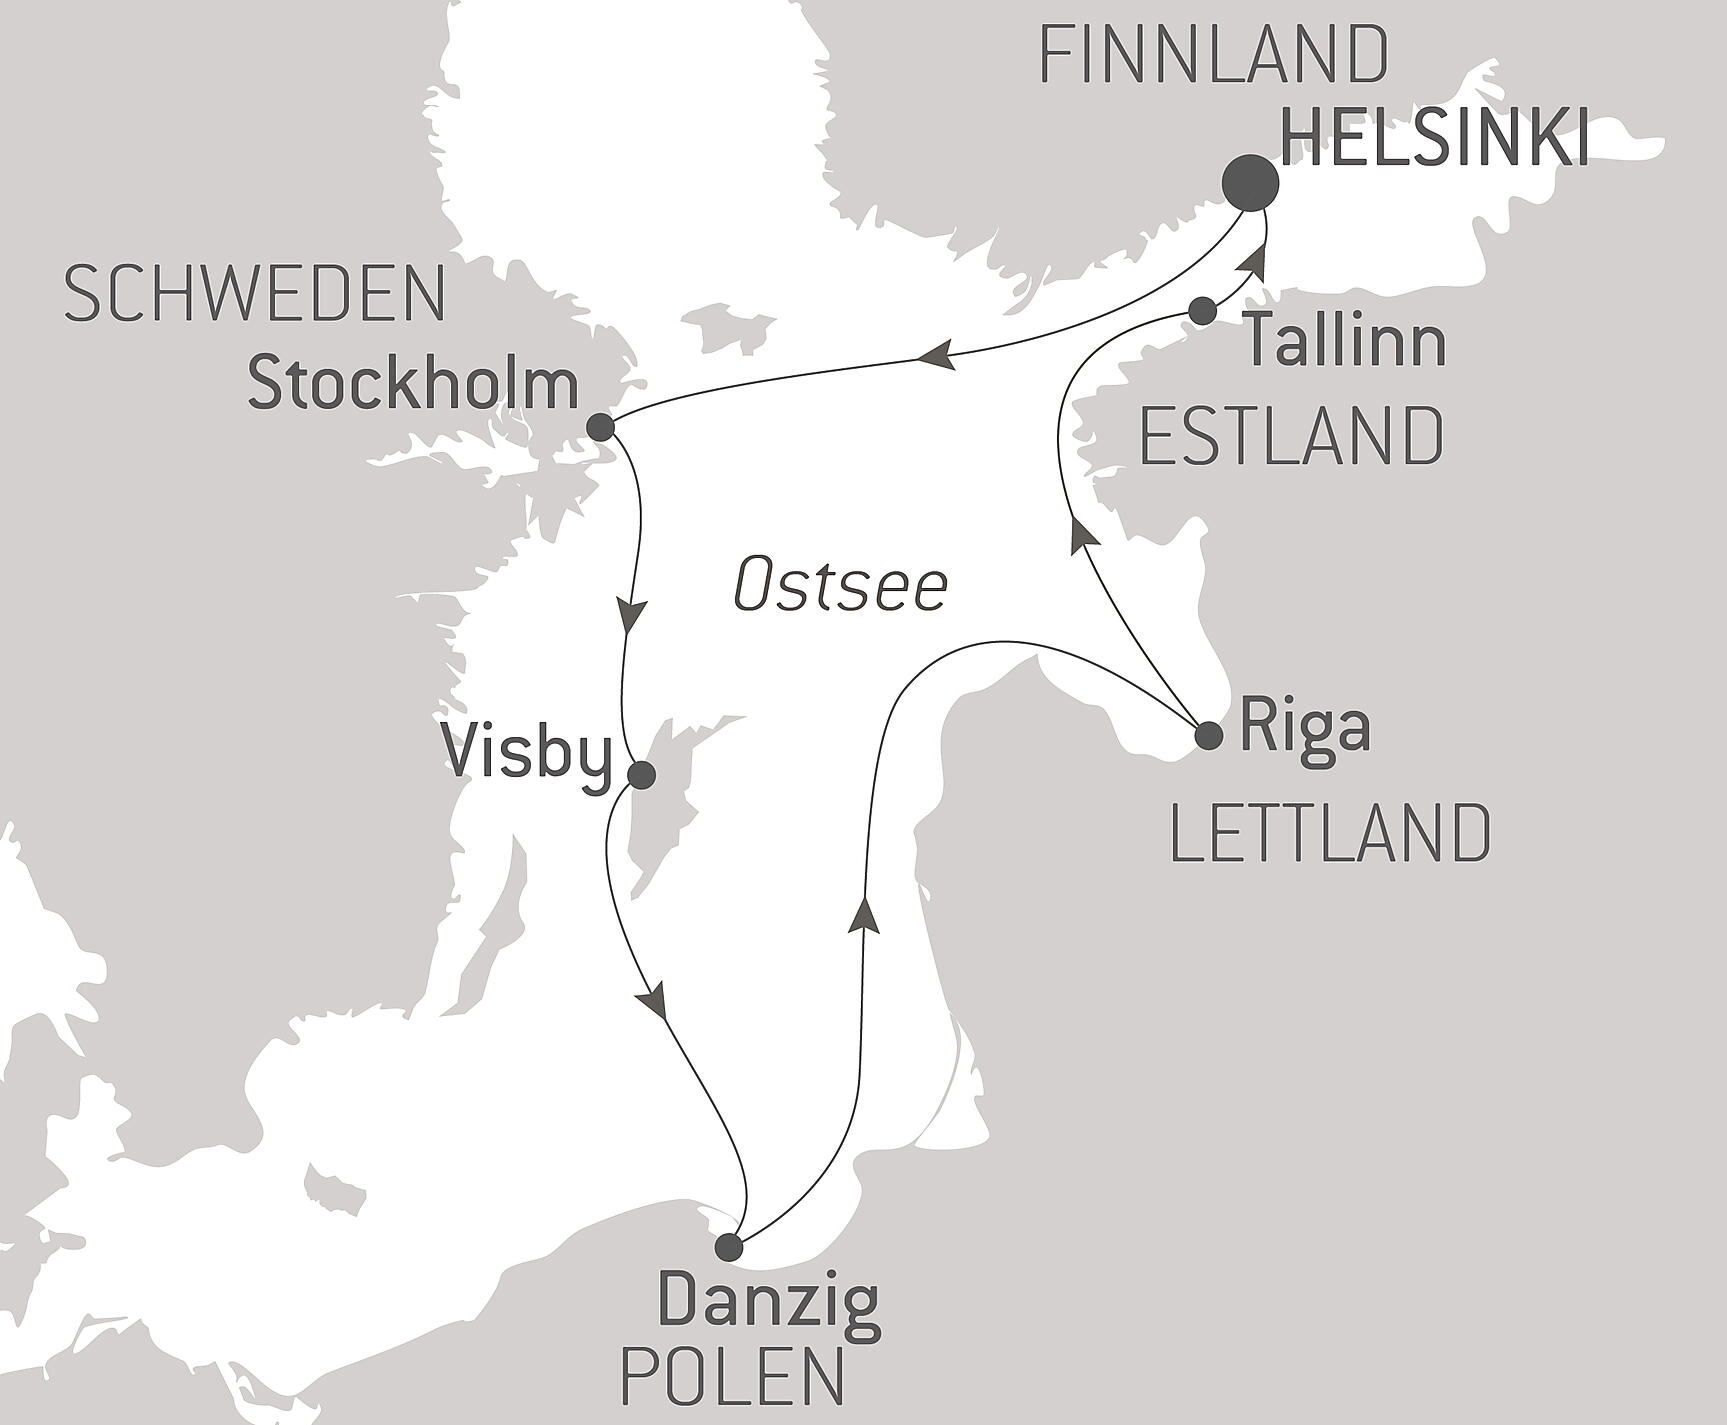 FINNLAND
HELSINKI
SCHWEDEN
Stockholm
Tallinn
ESTLAND
Ostsee
Riga
Visby
LETTLAND
Danzig
POLEN